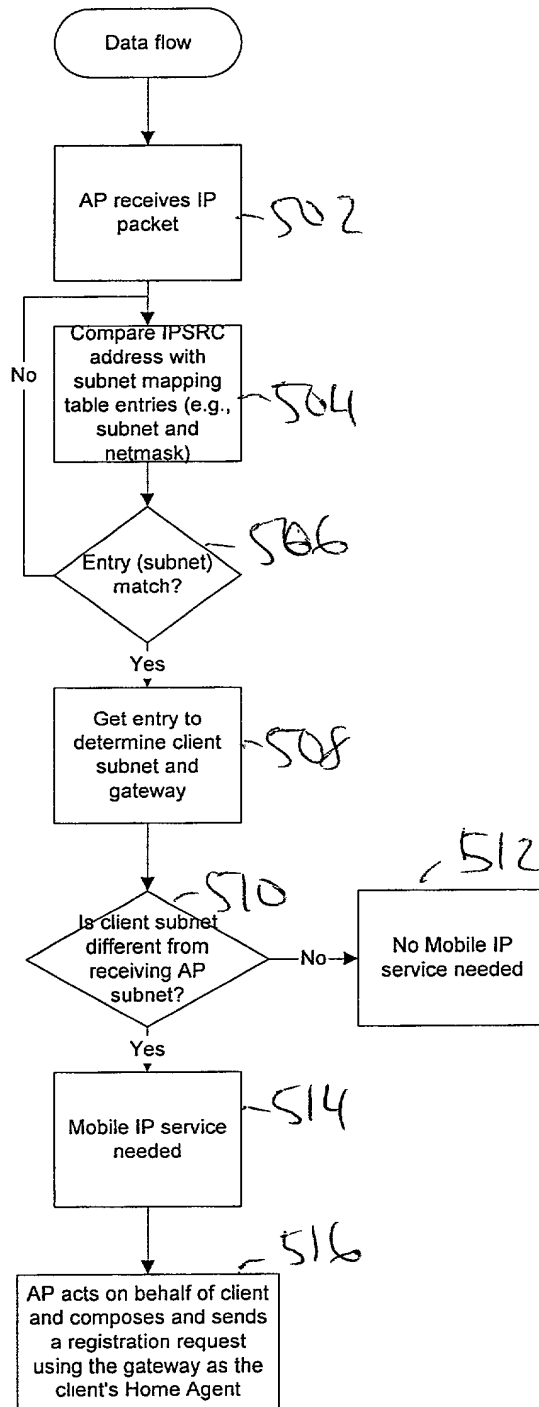 Data flow
AP receives IP
packet
502
Compare IPSRC
address with
subnet mapping
table entries (e.g.,
subnet and
netmask)
504
No
Entry (subnet)
match?
506
Yes
Get entry to
determine client
subnet and
gateway
508
510
Is client subnet
different from
receiving AP
subnet?
No
512
No Mobile IP
service needed
Yes
Mobile IP service
needed
514
516
AP acts on behalf of client
and composes and sends
a registration request
using the gateway as the
client's Home Agent